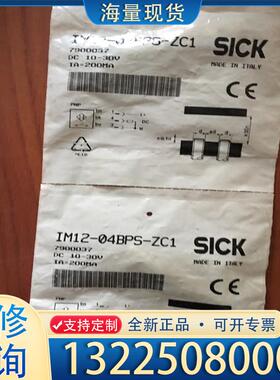 海量现货
IM12-04BPS-ZC1
SICK
7900037
DC 10-30V
IA=200MA
MADE IN ITALY
PNP
CE
IM12-04BPS-ZC1
SICK
7900037
DC 10-30V
IA=200MA
MADE IN ITALY
PNP
CE
修
询
支持定制 ⊙ 全新正品 · 可开专票
13225080002